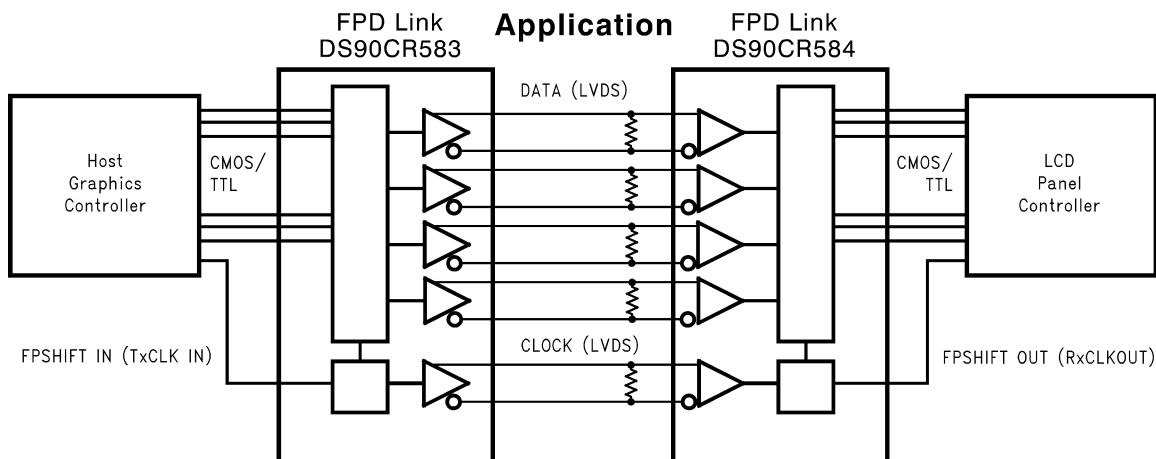 Application
FPD Link
DS90CR583
FPD Link
DS90CR584
DATA (LVDS)
Host
Graphics
Controller
CMOS/
TTL
CMOS/
TTL
LCD
Panel
Controller
FPSHIFT IN (TxCLK IN)
CLOCK (LVDS)
FPSHIFT OUT (RxCLKOUT)